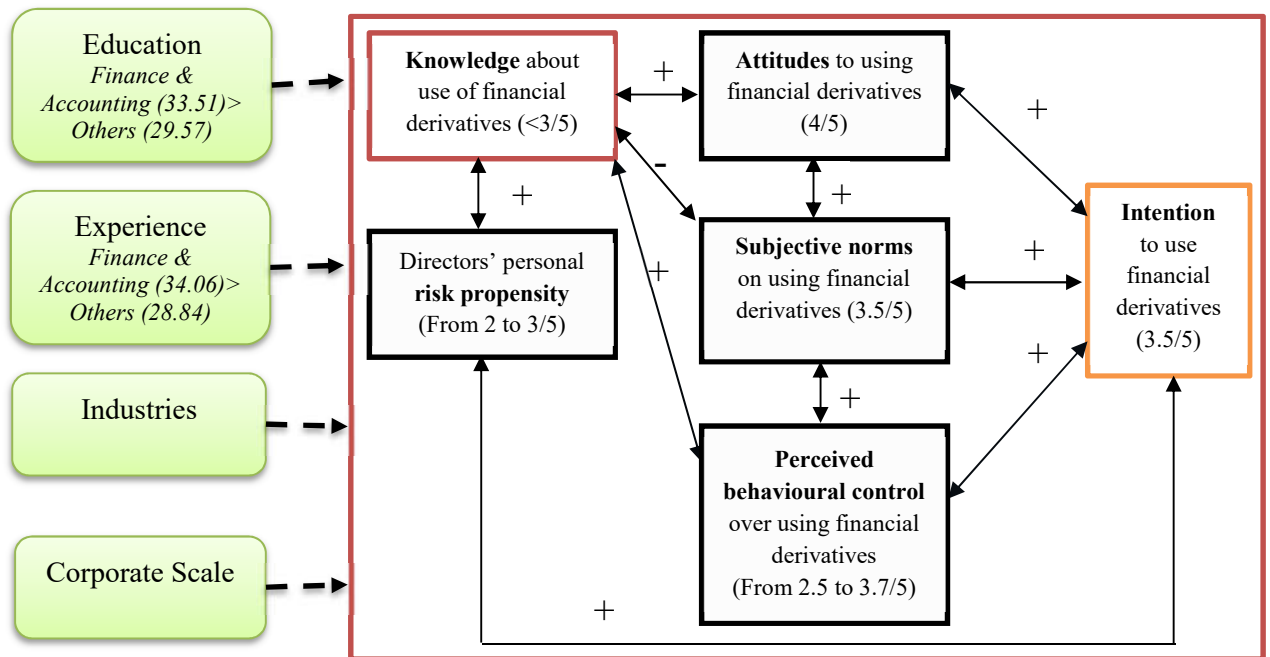 Education
Finance &
Accounting (33.51)>
Others (29.57)
Experience
Finance &
Accounting (34.06)>
Others (28.84)
Industries
Corporate Scale
Knowledge about
use of financial
derivatives (<3/5)
+
Attitudes to using
financial derivatives
(4/5)
+
-
+
+
Directors’ personal
risk propensity
(From 2 to 3/5)
+
Subjective norms
on using financial
derivatives (3.5/5)
+
Intention
to use
financial
derivatives
(3.5/5)
+
+
Perceived
behavioural control
over using financial
derivatives
(From 2.5 to 3.7/5)
+